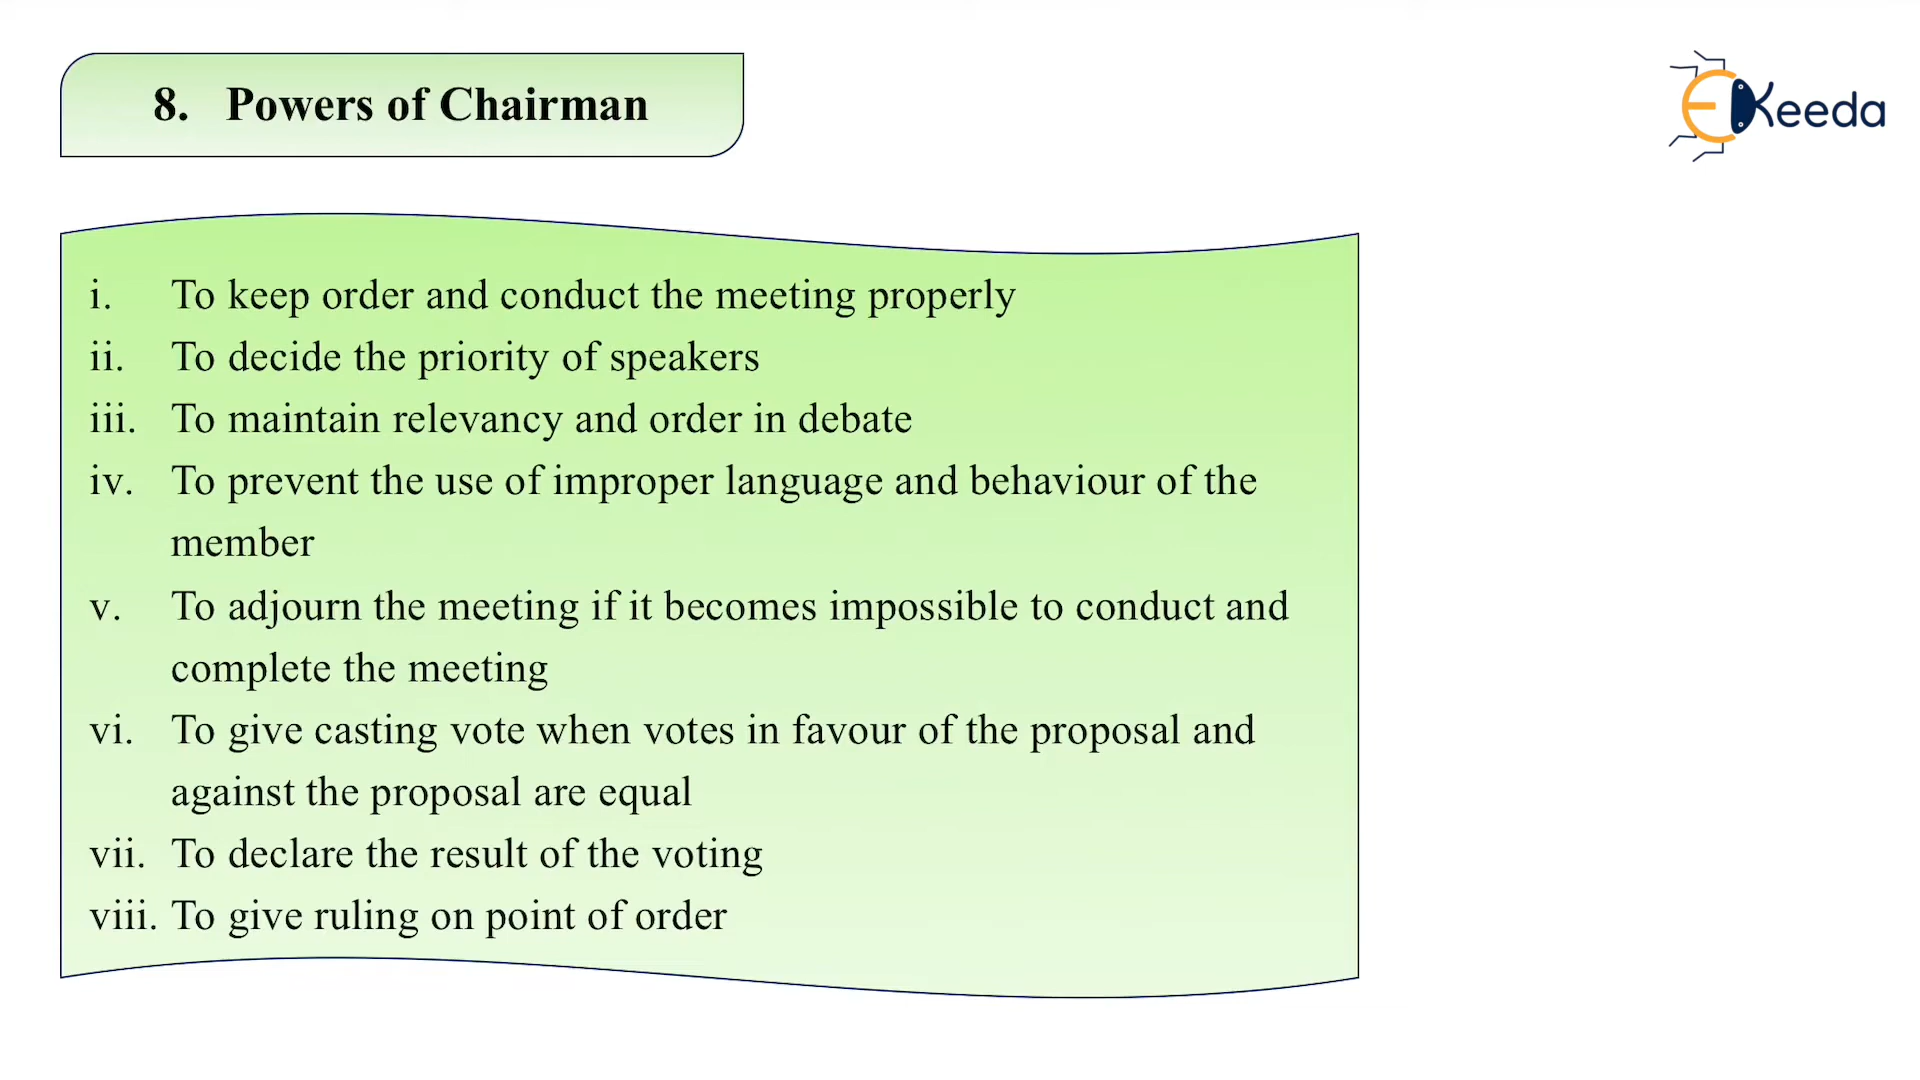 8. Powers of Chairman
EKeeda
i. To keep order and conduct the meeting properly
ii. To decide the priority of speakers
iii. To maintain relevancy and order in debate
iv. To prevent the use of improper language and behaviour of the
member
v. To adjourn the meeting if it becomes impossible to conduct and
complete the meeting
vi. To give casting vote when votes in favour of the proposal and
against the proposal are equal
vii. To declare the result of the voting
viii. To give ruling on point of order